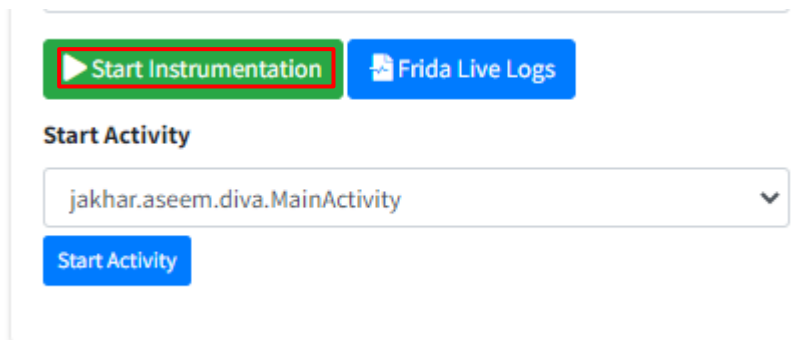 Start Instrumentation Frida Live Logs
Start Activity
jakhar.aseem.diva.MainActivity
Start Activity